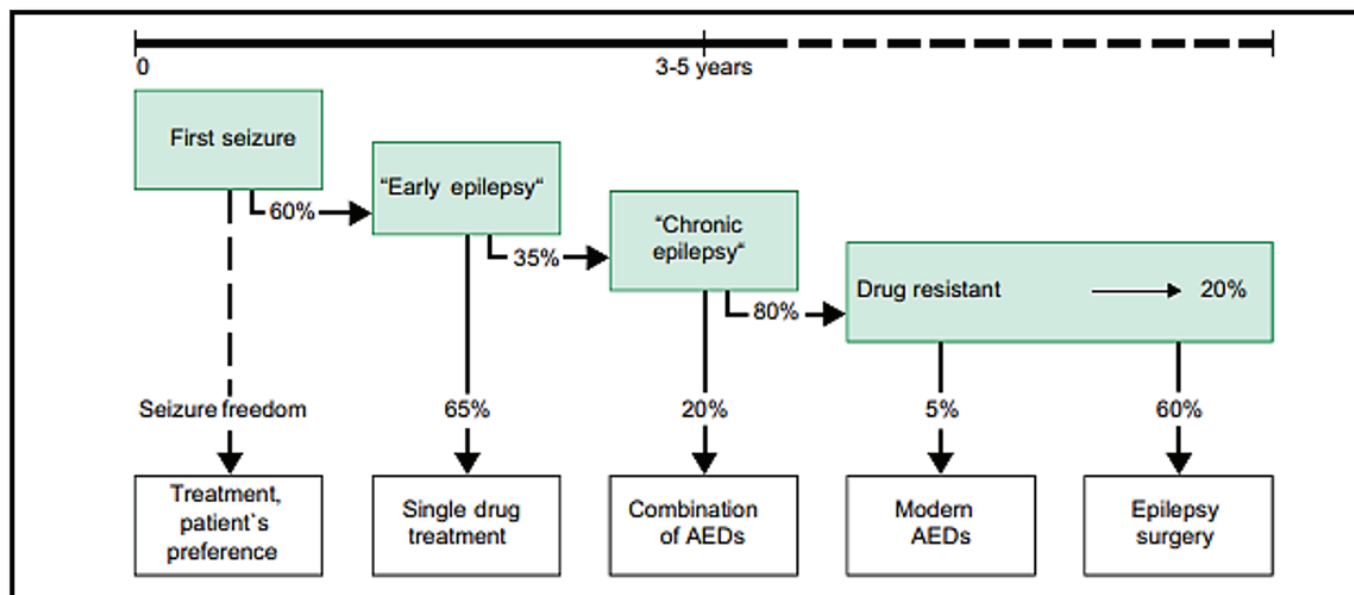 0
3-5 years
First seizure
60%
“Early epilepsy“
35%
“Chronic
epilepsy“
80%
Drug resistant
20%
Seizure freedom
65%
20%
5%
60%
Treatment,
patient`s
preference
Single drug
treatment
Combination
of AEDs
Modern
AEDs
Epilepsy
surgery